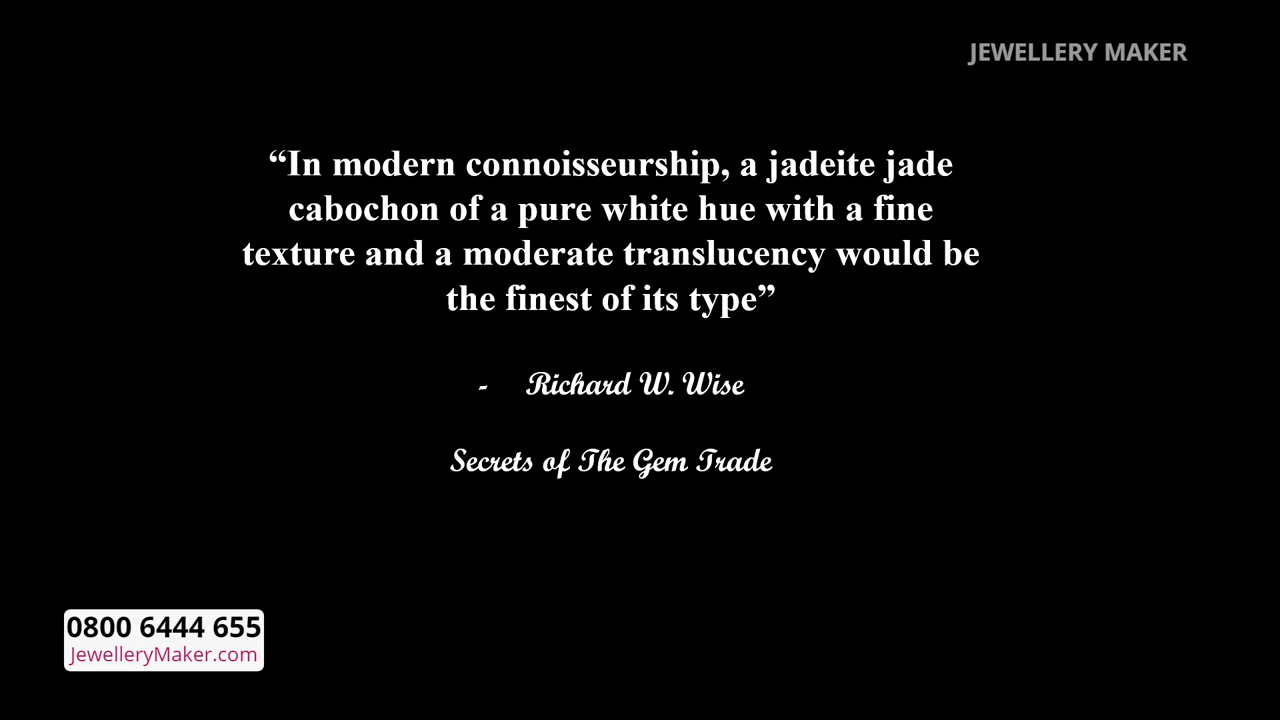 JEWELLERY MAKER
“In modern connoisseurship, a jadeite jade
cabochon of a pure white hue with a fine
texture and a moderate translucency would be
the finest of its type”
- Richard W. Wise
Secrets of The Gem Trade
0800 6444 655
JewelleryMaker.com